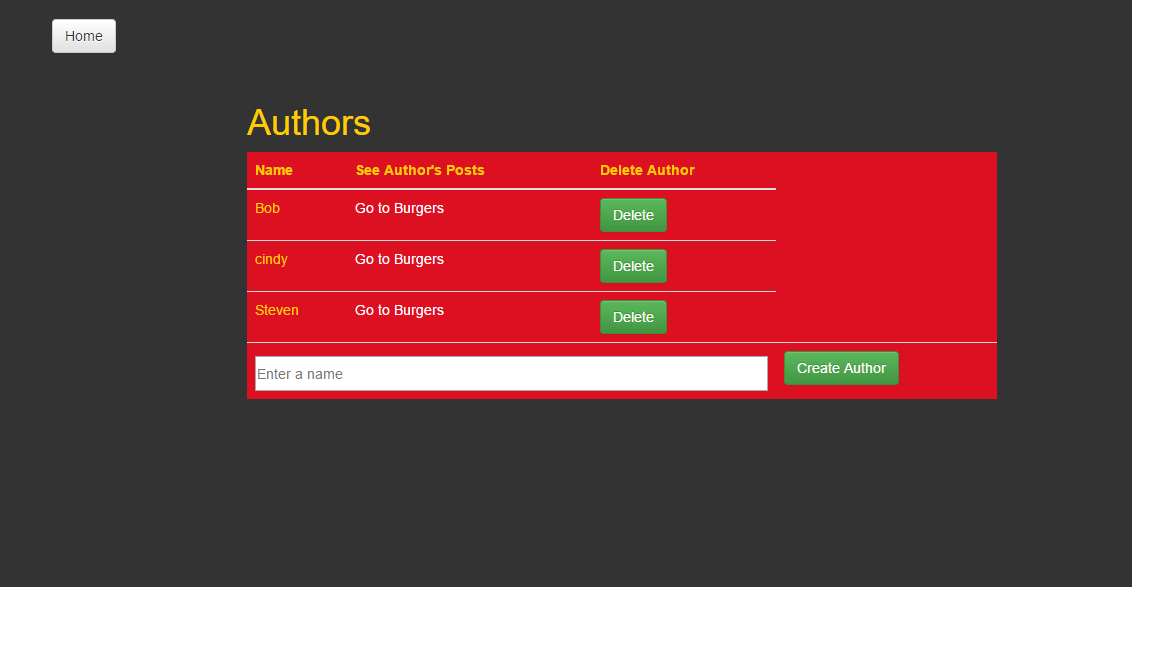 Home
Authors
Name See Author's Posts Delete Author
Bob Go to Burgers Delete
cindy Go to Burgers Delete
Steven Go to Burgers Delete
Enter a name Create Author